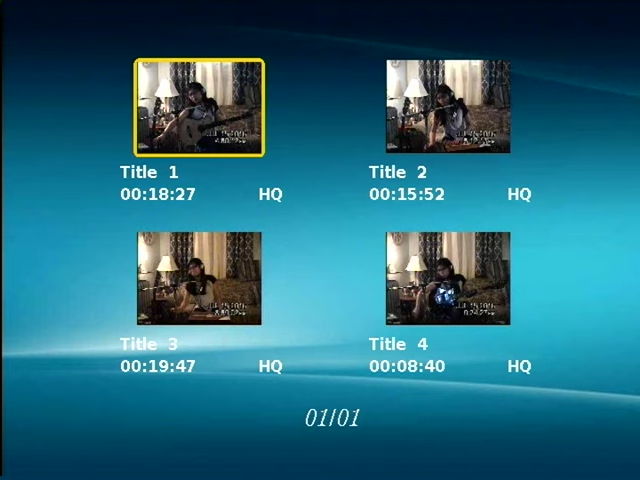 Title 1
00:18:27 HQ
Title 2
00:15:52 HQ
Title 3
00:19:47 HQ
Title 4
00:08:40 HQ
01/01